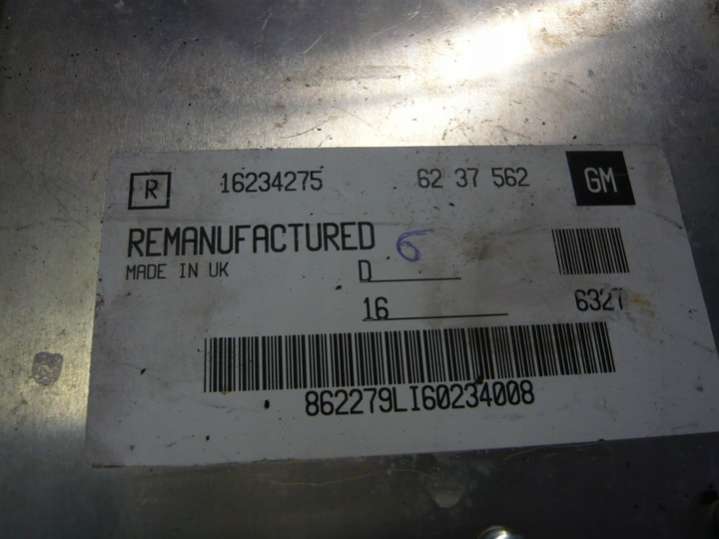 R 16234275 62 37 562 GM
REMANUFACTURED 6
MADE IN UK D
16 6327
862279LI60234008